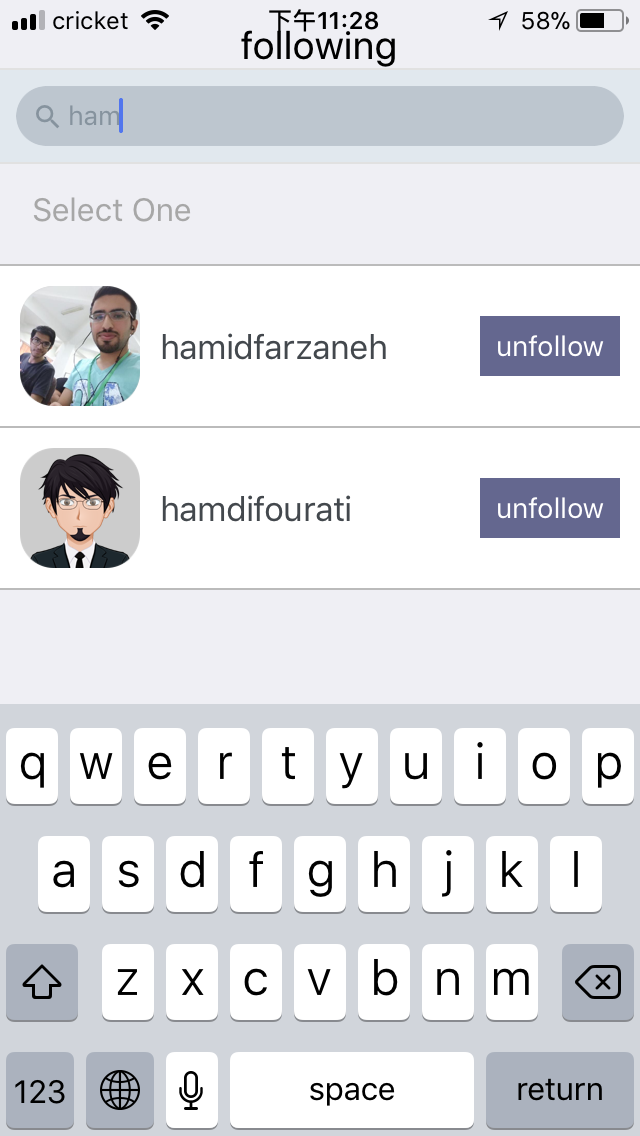 cricket 下午11:28 58%
following
ham
Select One
hamidfarzaneh unfollow
hamdifourati unfollow
q w e r t y u i o p
a s d f g h j k l
z x c v b n m
123 space return